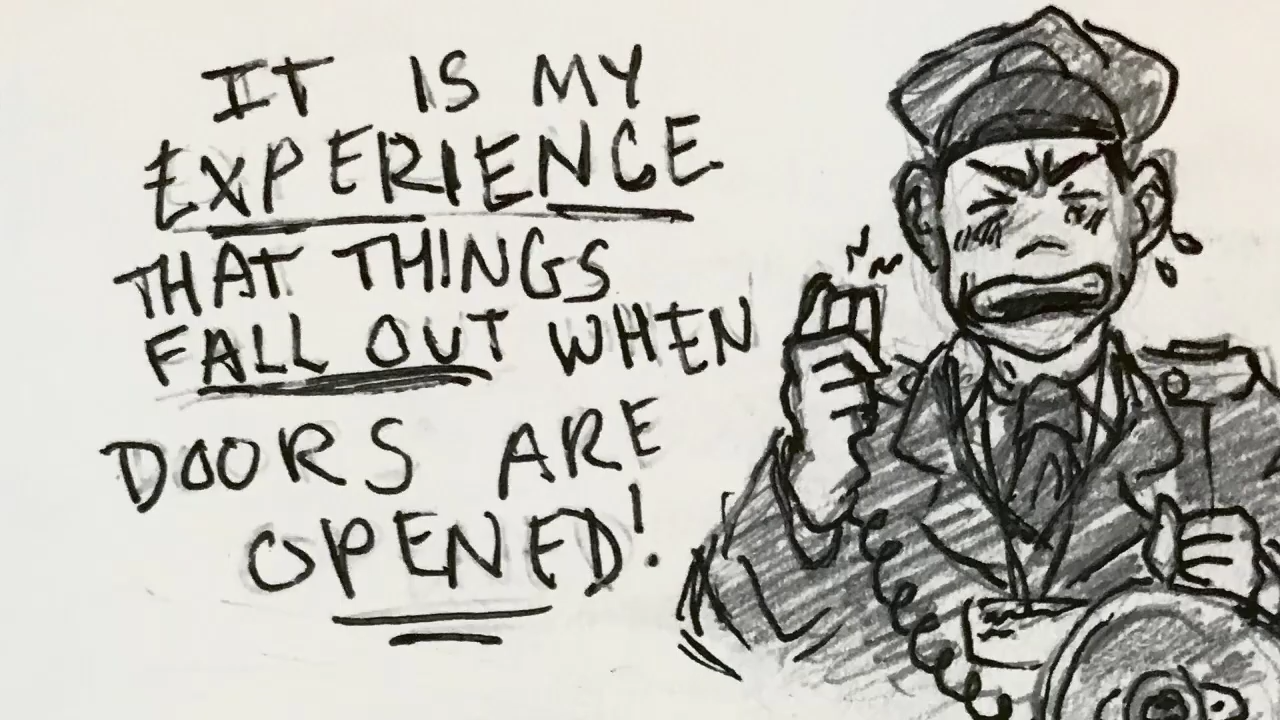 IT IS MY
EXPERIENCE
THAT THINGS
FALL OUT WHEN
DOORS ARE
OPENED!